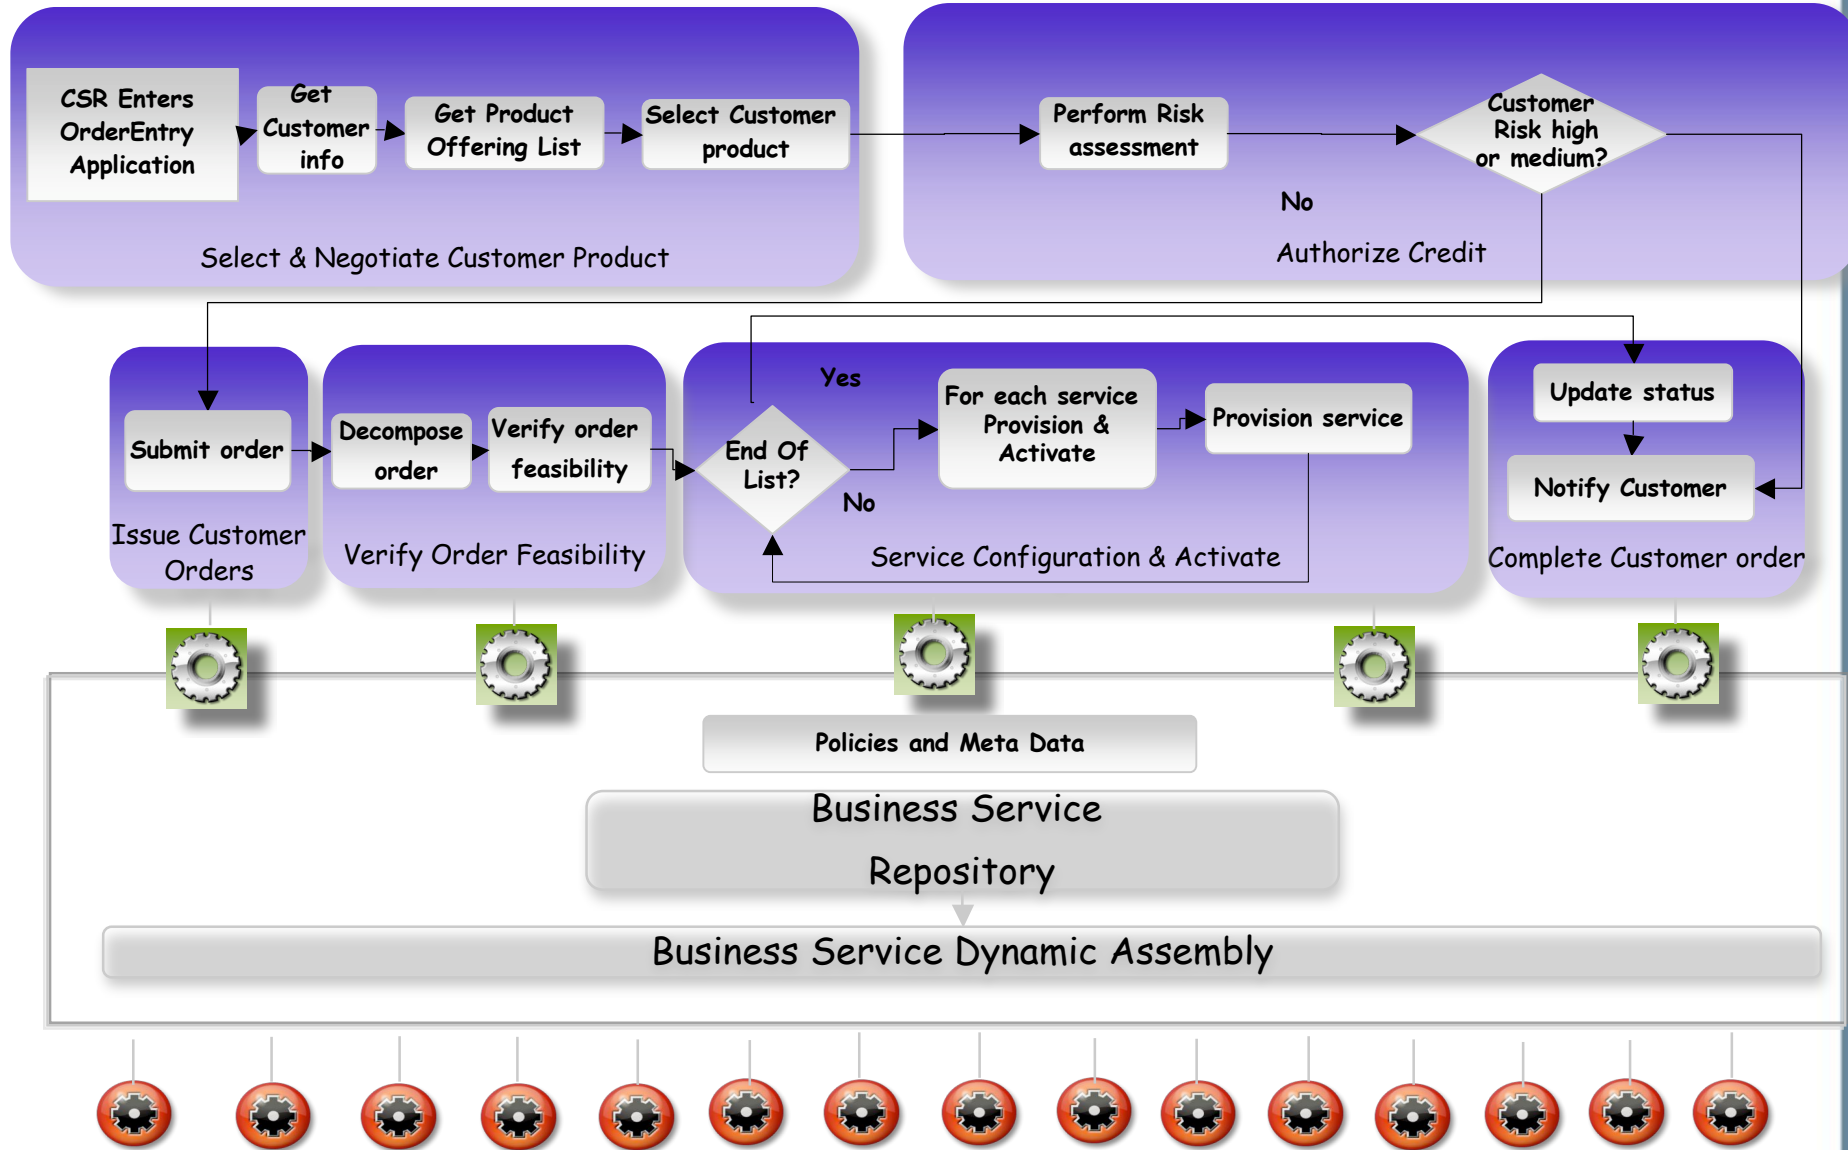 CSR Enters
OrderEntry
Application
Get
Customer
info
Get Product
Offering List
Select Customer
product
Select & Negotiate Customer Product
Perform Risk
assessment
Customer
Risk high
or medium?
No
Authorize Credit
Submit order
Issue Customer
Orders
Decompose
order
Verify order
feasibility
Verify Order Feasibility
End Of
List?
Yes
No
For each service
Provision &
Activate
Provision service
Service Configuration & Activate
Update status
Notify Customer
Complete Customer order
Policies and Meta Data
Business Service
Repository
Business Service Dynamic Assembly